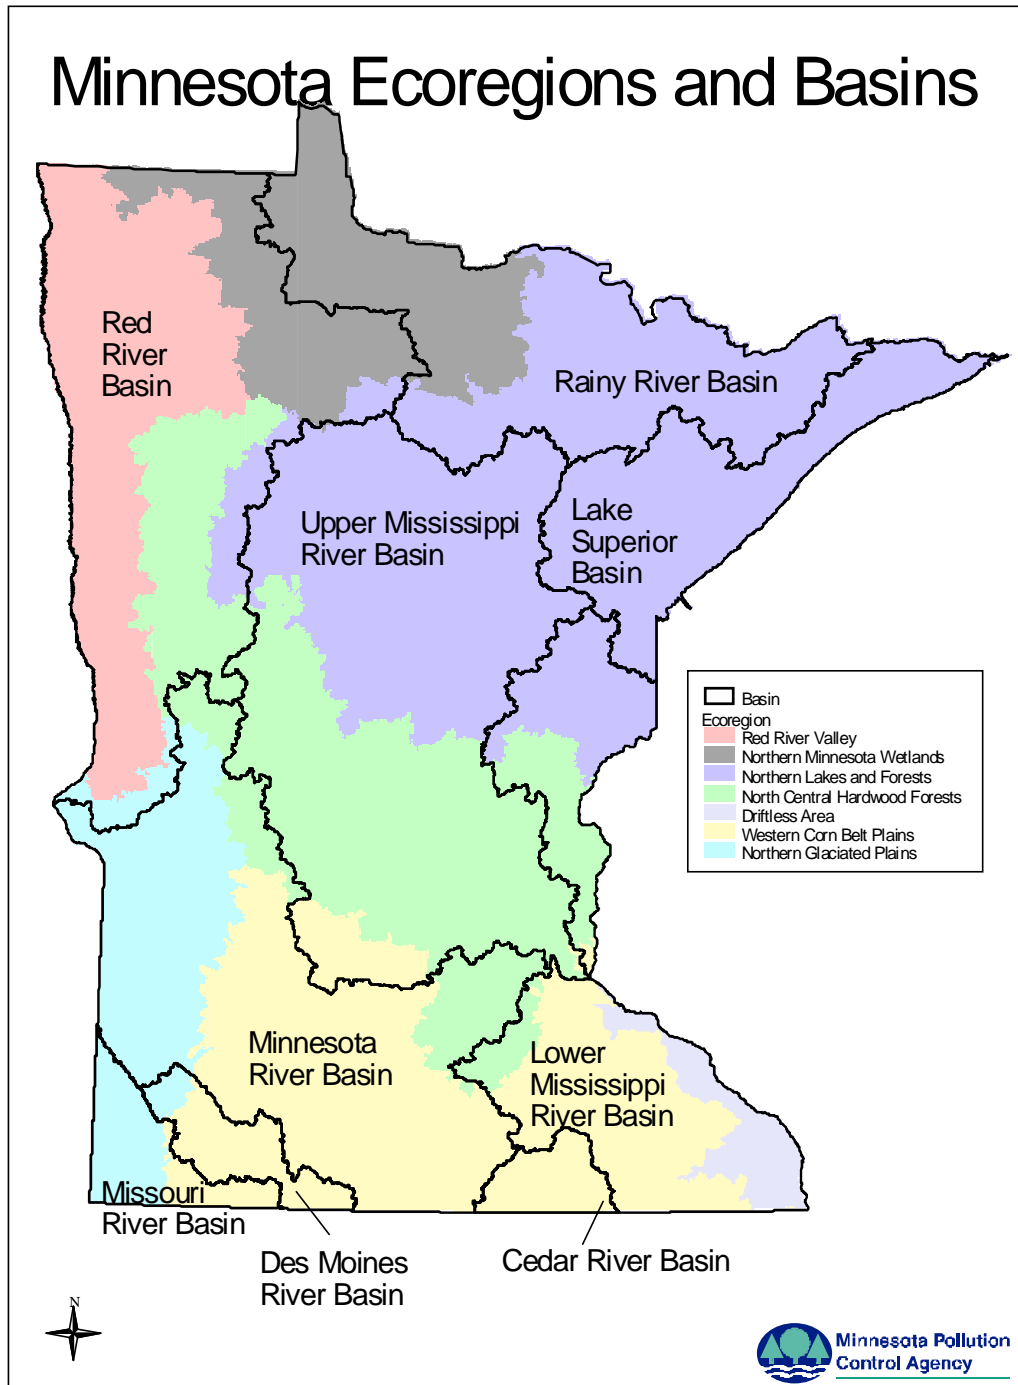 Minnesota Ecoregions and Basins
Red
River
Basin
Rainy River Basin
Upper Mississippi
River Basin
Lake
Superior
Basin
Basin
Ecoregion
Red River Valley
Northern Minnesota Wetlands
Northern Lakes and Forests
North Central Hardwood Forests
Driftless Area
Western Corn Belt Plains
Northern Glaciated Plains
Minnesota
River Basin
Lower
Mississippi
River Basin
Missouri
River Basin
Des Moines
River Basin
Cedar River Basin
N
Minnesota Pollution
Control Agency